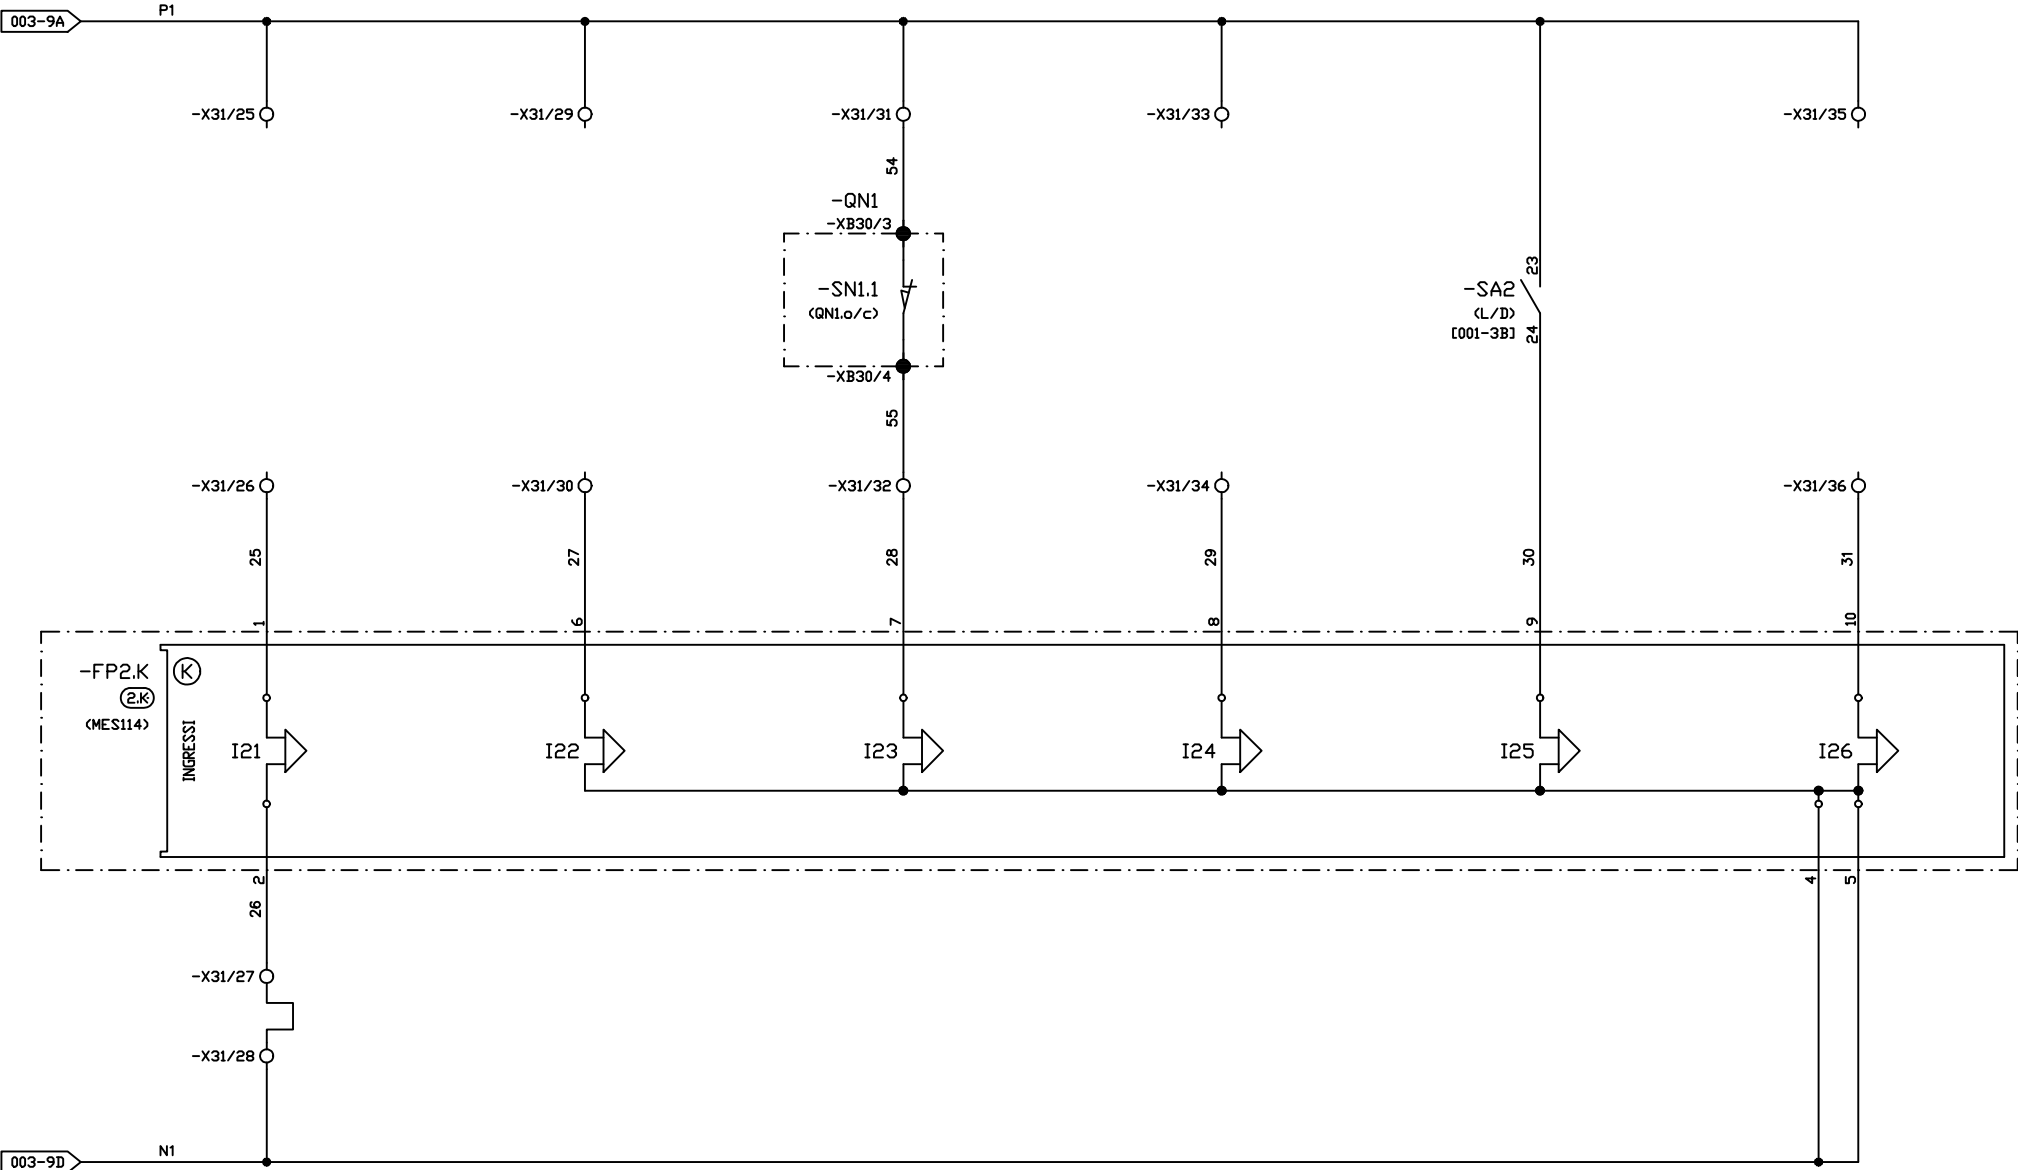 003-9A
P1
-X31/25
-X31/29
-X31/31
-X31/33
-X31/35
54
-QN1
-XB30/3
-SN1.1
(QN1.o/c)
-XB30/4
55
23
-SA2
(L/D)
[001-3B]
24
-X31/26
-X31/30
-X31/32
-X31/34
-X31/36
25
27
28
29
30
31
1
6
7
8
9
10
-FP2.K
K
2.K
(MES114)
INGRESSI
I21
I22
I23
I24
I25
I26
2
4
5
26
-X31/27
-X31/28
003-9D
N1